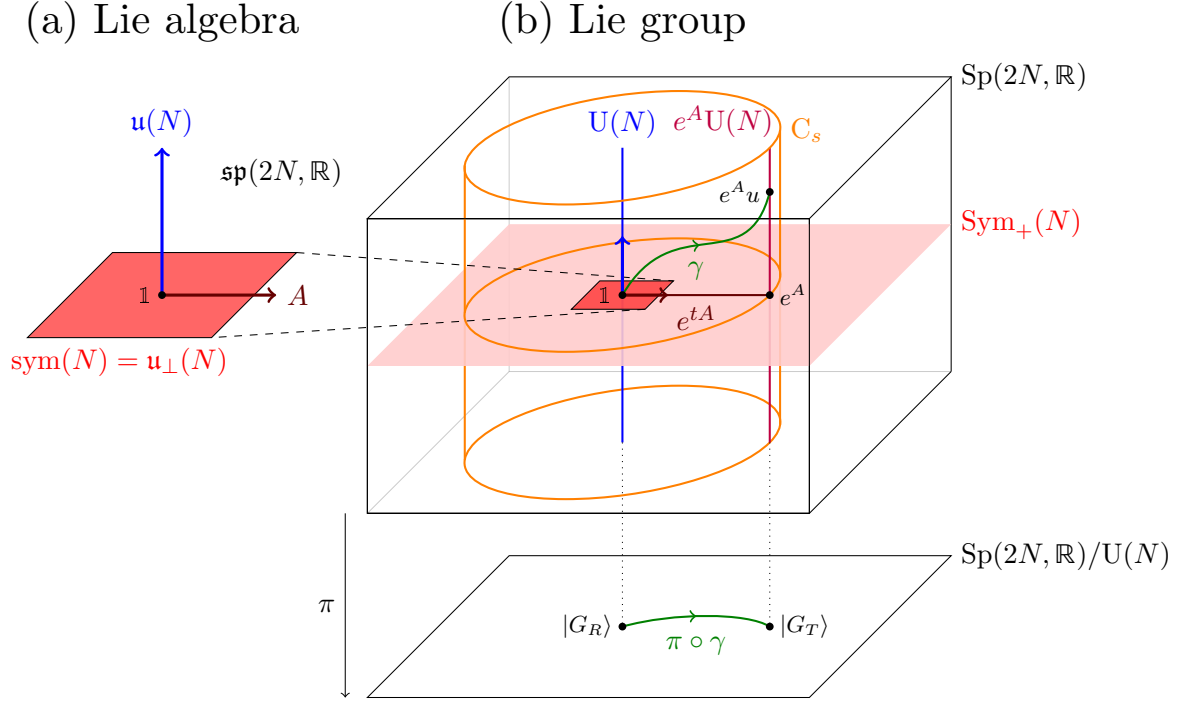 (a) Lie algebra
(b) Lie group
Sp(2N, ℝ)
𝔲(N)
U(N)
e^A U(N)
C_s
𝔰𝔭(2N, ℝ)
e^A u
Sym_+(N)
γ
𝟙
A
𝟙
e^A
e^{tA}
sym(N) = 𝔲_⊥(N)
Sp(2N, ℝ)/U(N)
π
|G_R⟩
|G_T⟩
π ∘ γ